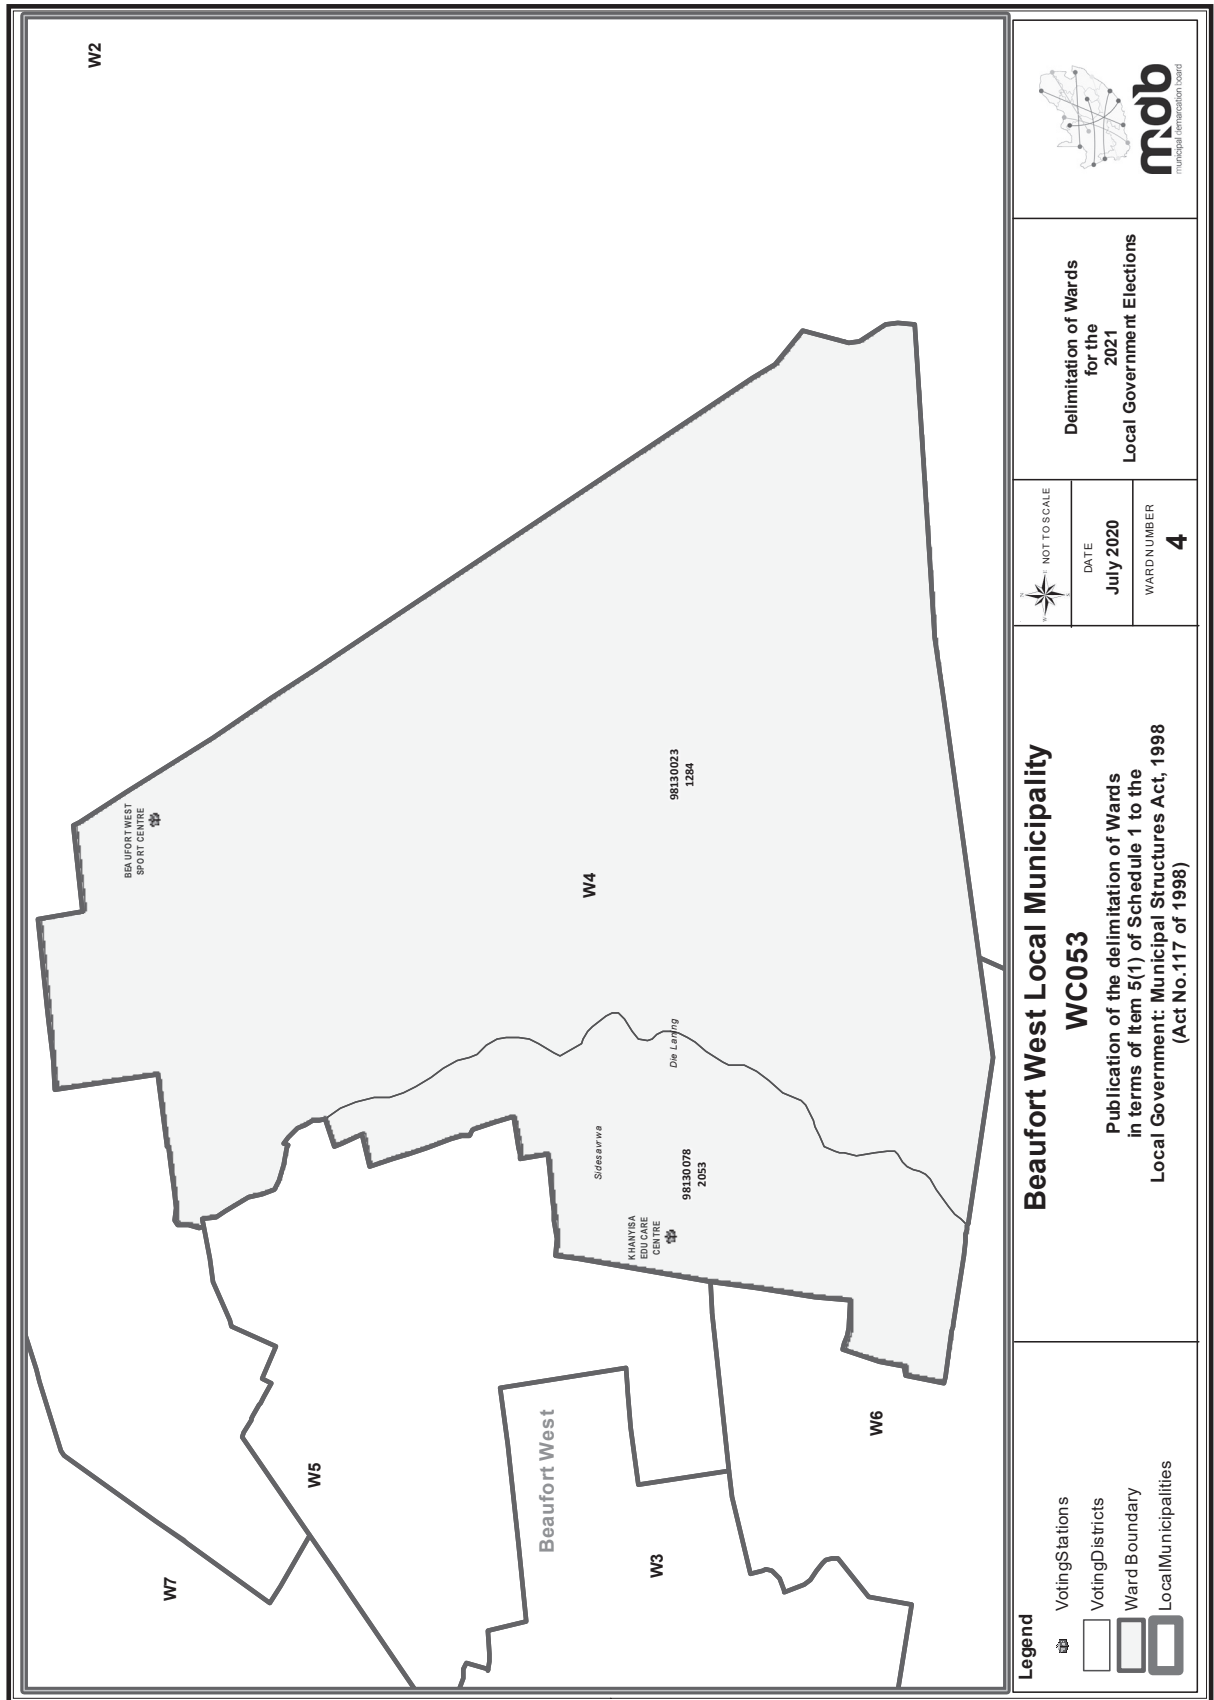 W2
BEAUFORT WEST
SPORT CENTRE
98130023
1284
W4
Die Laning
Sidesavrwa
98130078
2053
KHANYISA
EDU CARE
CENTRE
W5
W7
Beaufort West
W3
W6
Legend
VotingStations
VotingDistricts
Ward Boundary
LocalMunicipalities
Beaufort West Local Municipality
WC053
Publication of the delimitation of Wards
in terms of Item 5(1) of Schedule 1 to the
Local Government: Municipal Structures Act, 1998
(Act No.117 of 1998)
N
W E
S
NOT TO SCALE
DATE
July 2020
WARD NUMBER
4
Delimitation of Wards
for the
2021
Local Government Elections
mdb
municipal demarcation board